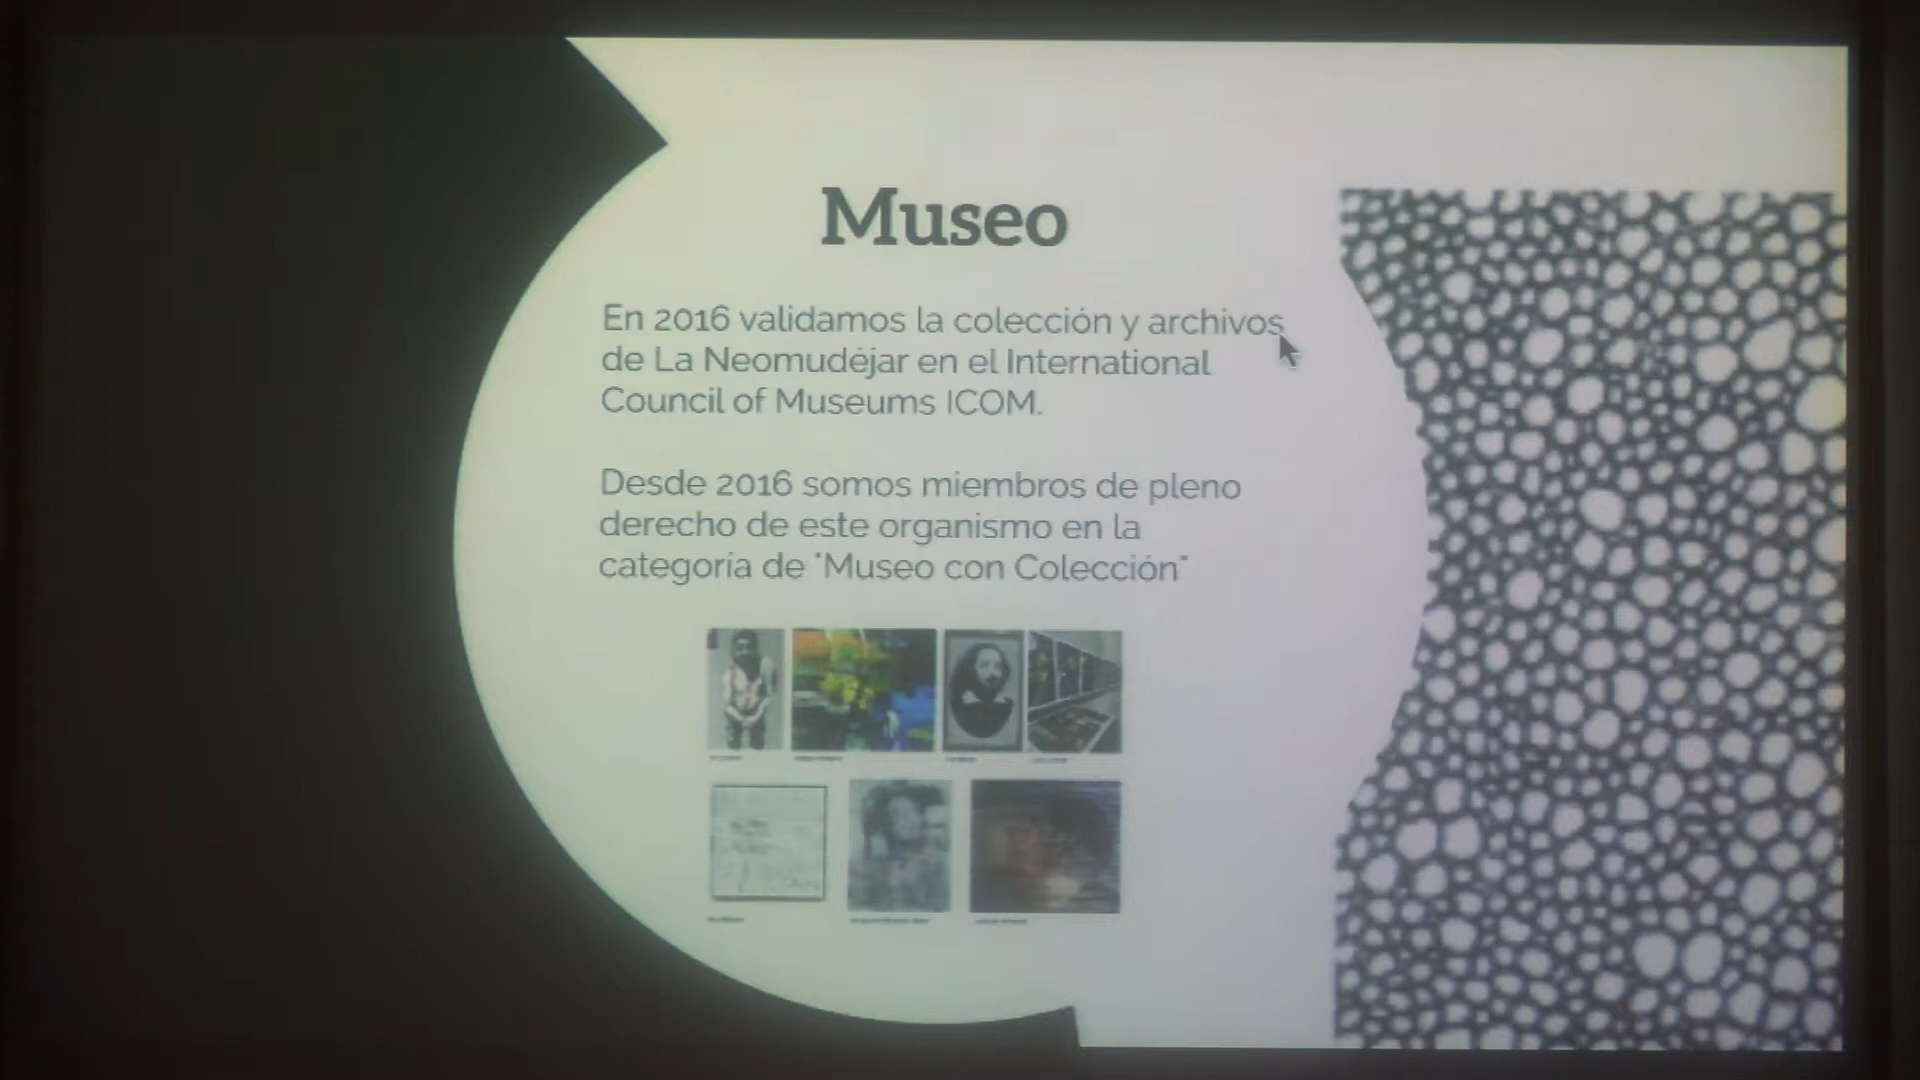 Museo
En 2016 validamos la colección y archivos
de La Neomudéjar en el International
Council of Museums ICOM.
Desde 2016 somos miembros de pleno
derecho de este organismo en la
categoría de "Museo con Colección"